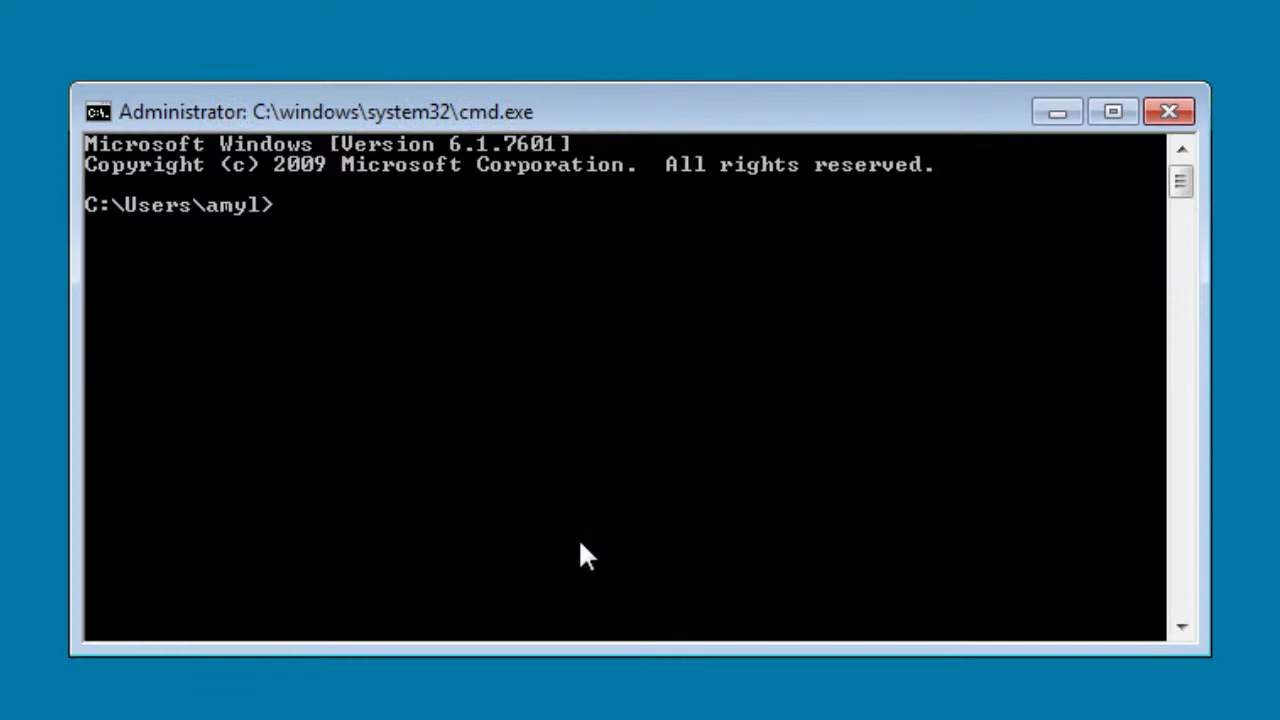 Administrator: C:\windows\system32\cmd.exe
Microsoft Windows [Version 6.1.7601]
Copyright (c) 2009 Microsoft Corporation.  All rights reserved.
C:\Users\amyl>